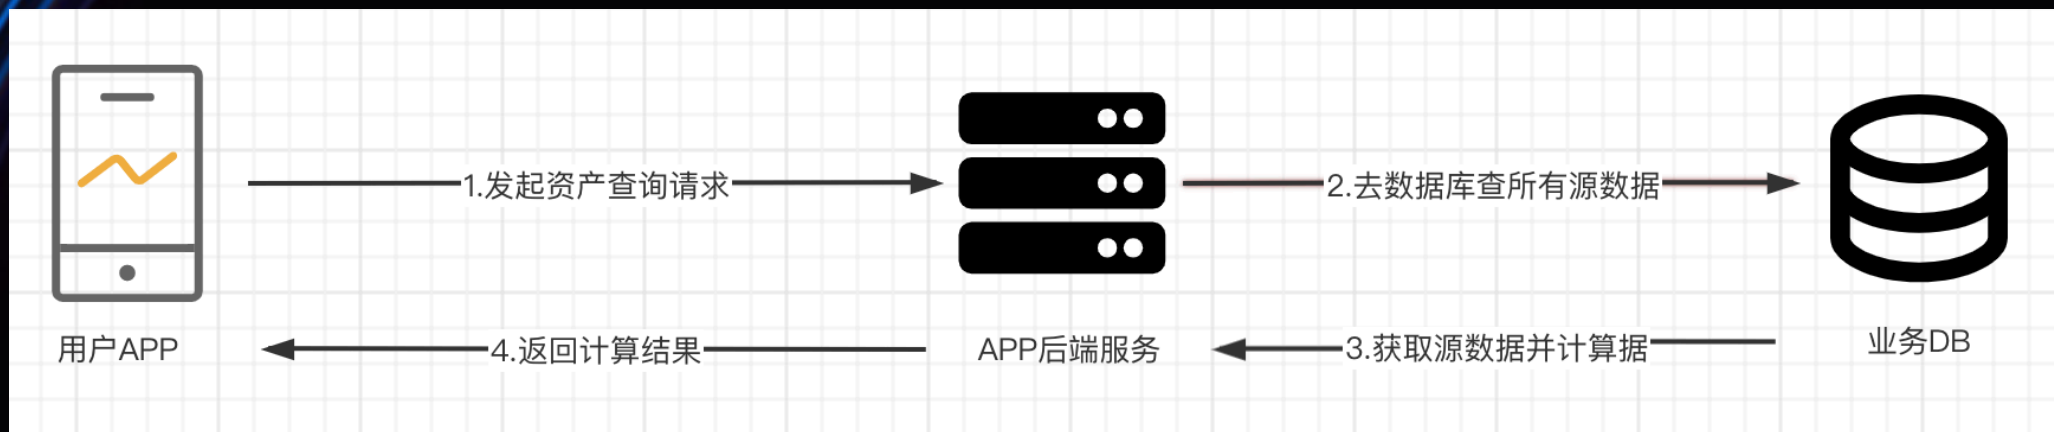 1.发起资产查询请求
2.去数据库查所有源数据
用户APP
4.返回计算结果
APP后端服务
3.获取源数据并计算据
业务DB